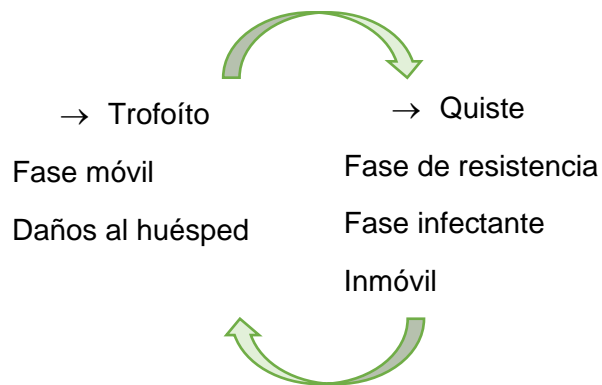 → Trofoíto
Fase móvil
Daños al huésped
→ Quiste
Fase de resistencia
Fase infectante
Inmóvil